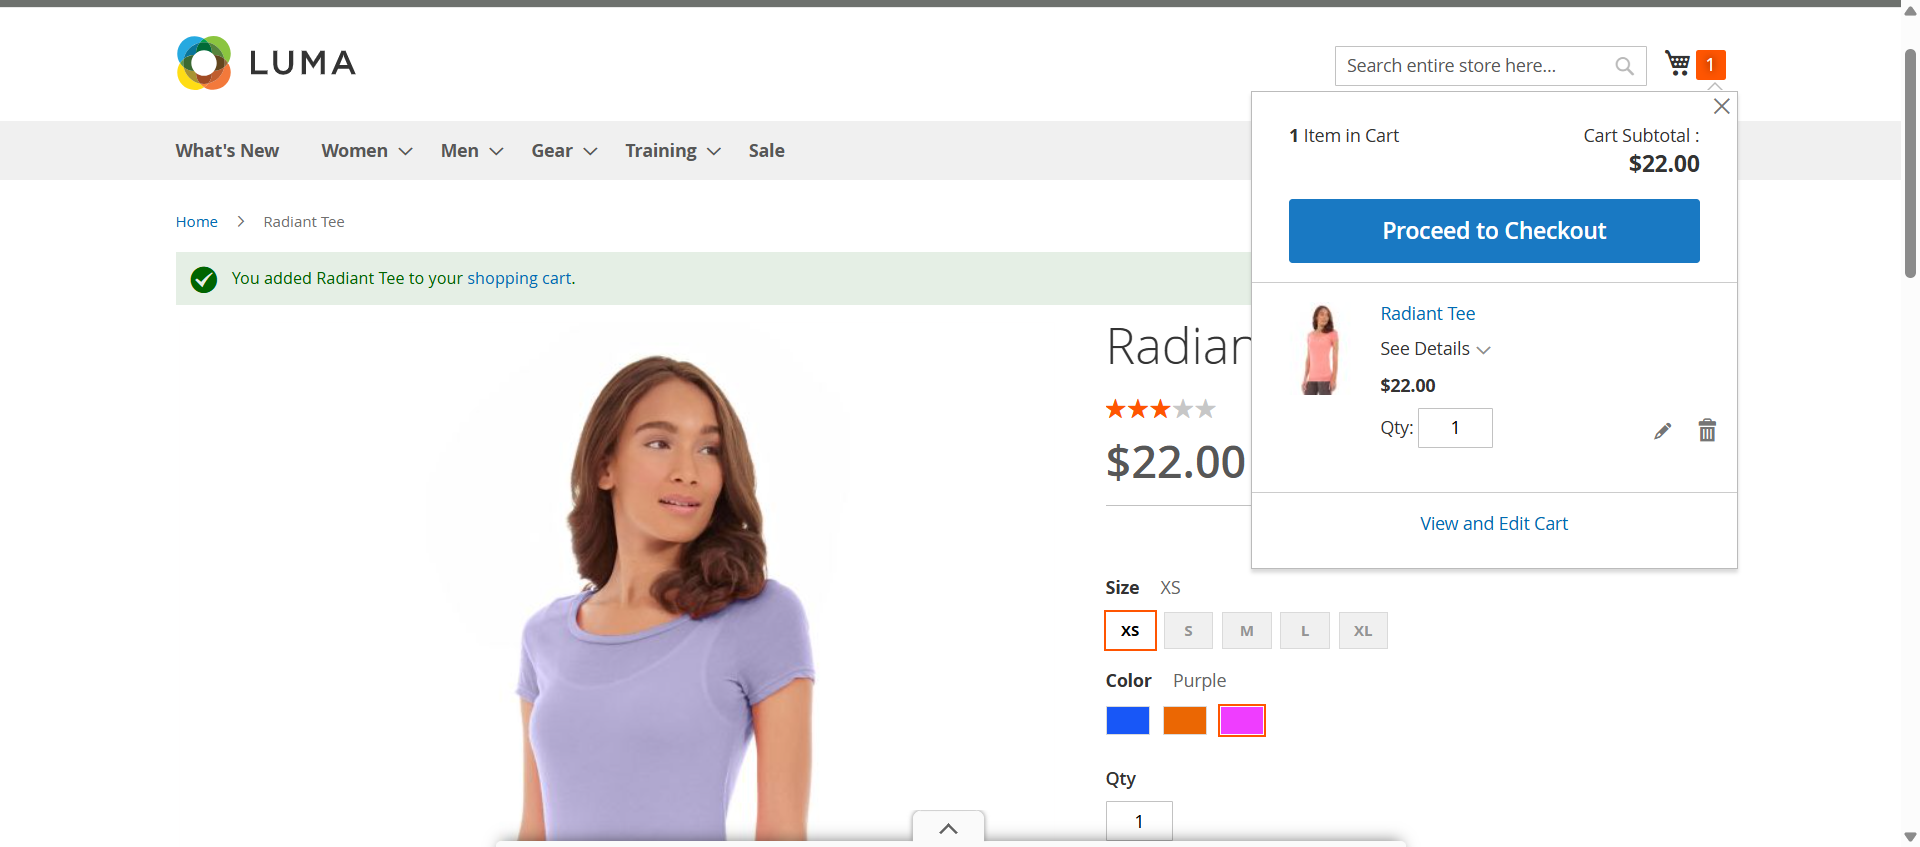 LUMA
Search entire store here...
1
What's New
Women
Men
Gear
Training
Sale
1 Item in Cart
Cart Subtotal :
$22.00
Proceed to Checkout
Radiant Tee
See Details
$22.00
Qty: 1
View and Edit Cart
Home
Radiant Tee
You added Radiant Tee to your shopping cart.
Radian
$22.00
Size XS
XS
S
M
L
XL
Color Purple
Qty
1